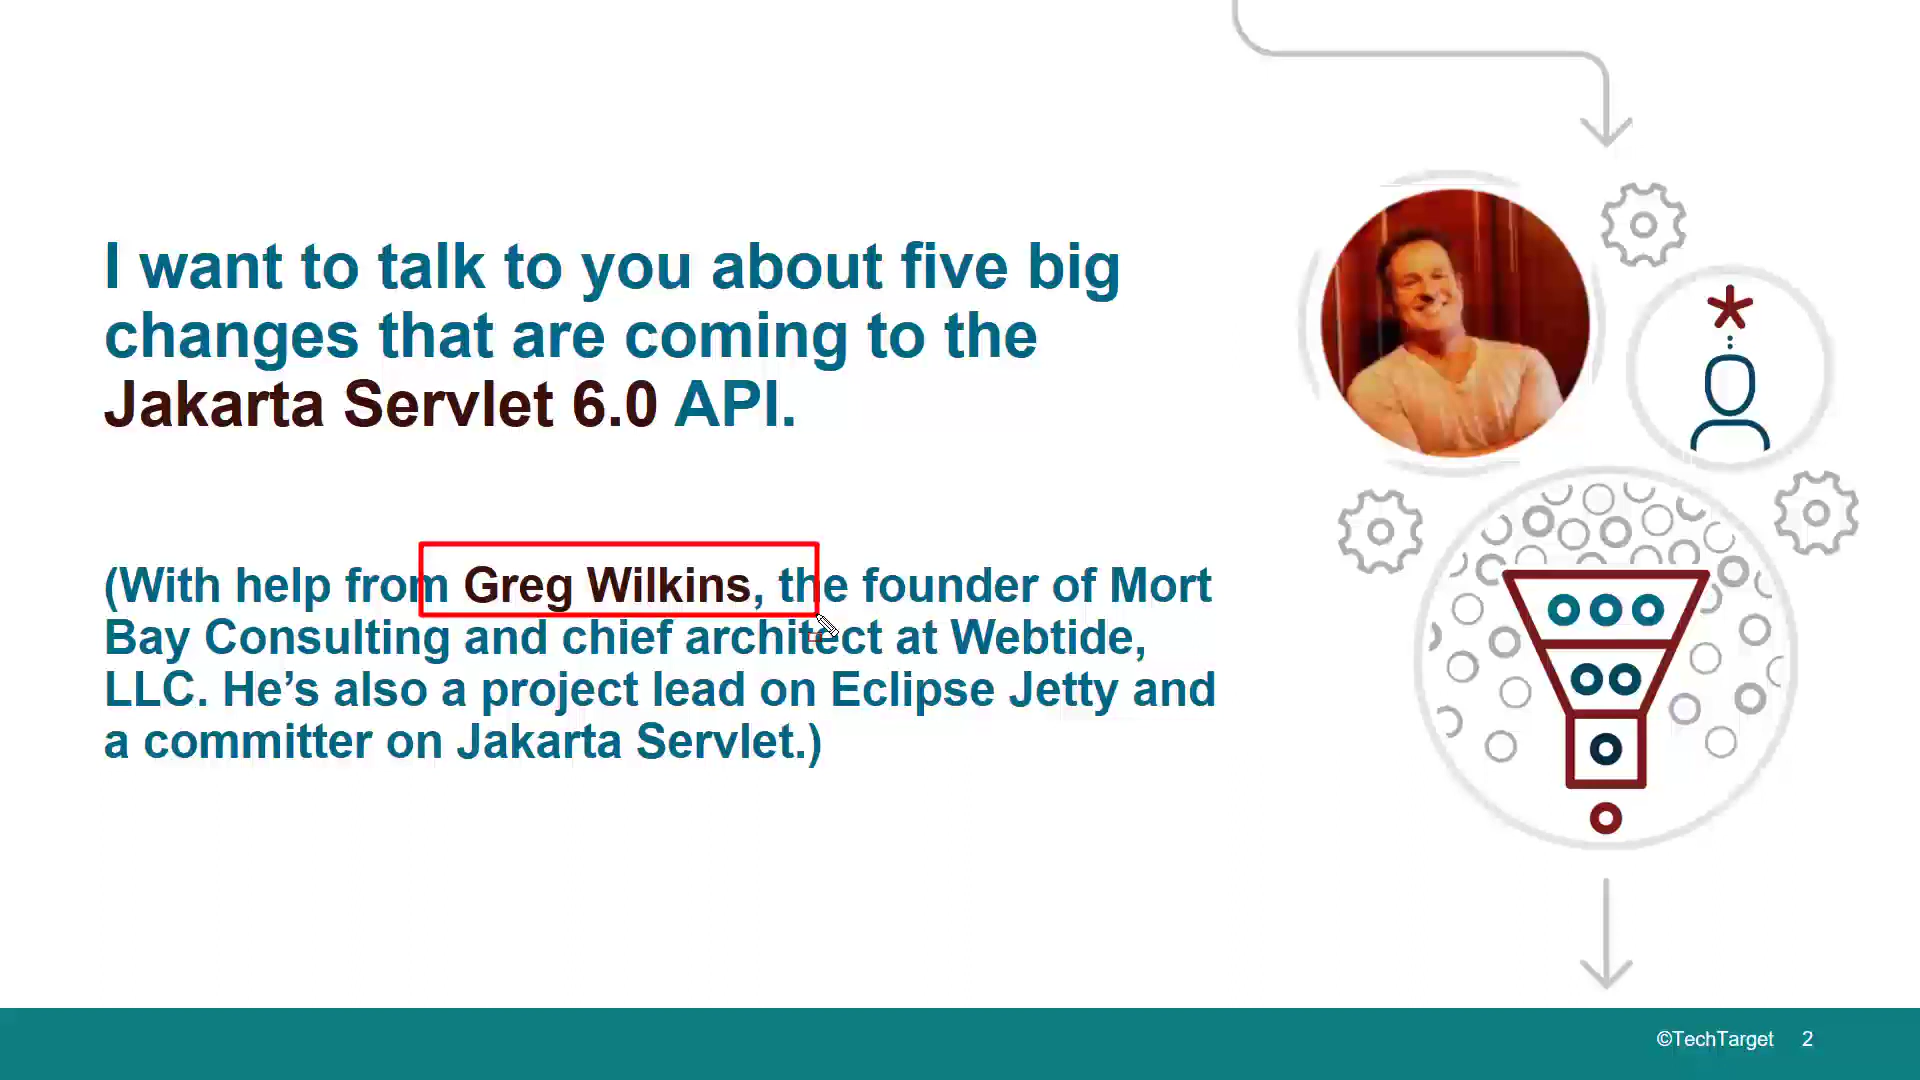 I want to talk to you about five big
changes that are coming to the
Jakarta Servlet 6.0 API.
(With help from Greg Wilkins, the founder of Mort
Bay Consulting and chief architect at Webtide,
LLC. He’s also a project lead on Eclipse Jetty and
a committer on Jakarta Servlet.)
©TechTarget 2